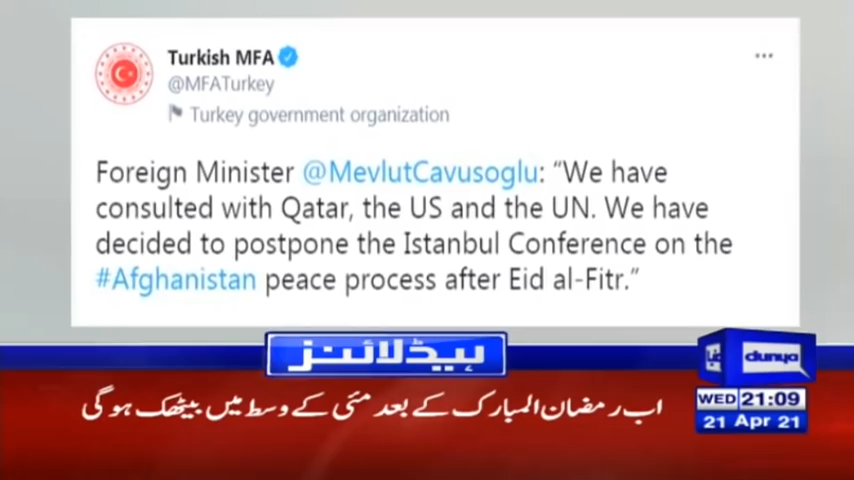 Turkish MFA
@MFATurkey
Turkey government organization
Foreign Minister @MevlutCavusoglu: “We have
consulted with Qatar, the US and the UN. We have
decided to postpone the Istanbul Conference on the
#Afghanistan peace process after Eid al-Fitr.”
ہیڈلائنز
دنیا dunya
اب رمضان المبارک کے بعد مئی کے وسط میں بیٹھک ہوگی
WED 21:09
21 Apr 21